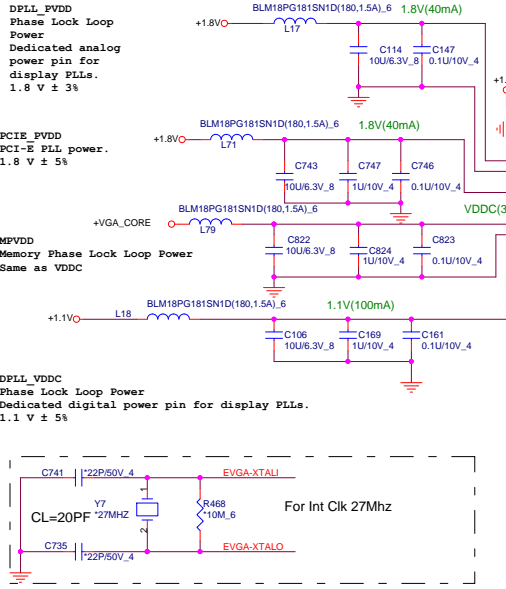 DPLL_PVDD
Phase Lock Loop
Power
Dedicated analog
power pin for
display PLLs.
1.8 V ± 3%
+1.8V
BLM18PG181SN1D(180,1.5A)_6
1.8V(40mA)
L17
C114
10U/6.3V_8
C147
0.1U/10V_4
PCIE_PVDD
PCI-E PLL power.
1.8 V ± 5%
+1.8V
BLM18PG181SN1D(180,1.5A)_6
1.8V(40mA)
L71
C743
10U/6.3V_8
C747
1U/10V_4
C746
0.1U/10V_4
MPVDD
Memory Phase Lock Loop Power
Same as VDDC
+VGA_CORE
BLM18PG181SN1D(180,1.5A)_6
L79
VDDC(3
C822
10U/6.3V_8
C824
1U/10V_4
C823
0.1U/10V_4
+1.1V
L18
BLM18PG181SN1D(180,1.5A)_6
1.1V(100mA)
C106
10U/6.3V_8
C169
1U/10V_4
C161
0.1U/10V_4
DPLL_VDDC
Phase Lock Loop Power
Dedicated digital power pin for display PLLs.
1.1 V ± 5%
C741
*22P/50V_4
EVGA-XTALI
CL=20PF
Y7
*27MHZ
1
2
R468
*10M_6
For Int Clk 27Mhz
C735
*22P/50V_4
EVGA-XTALO